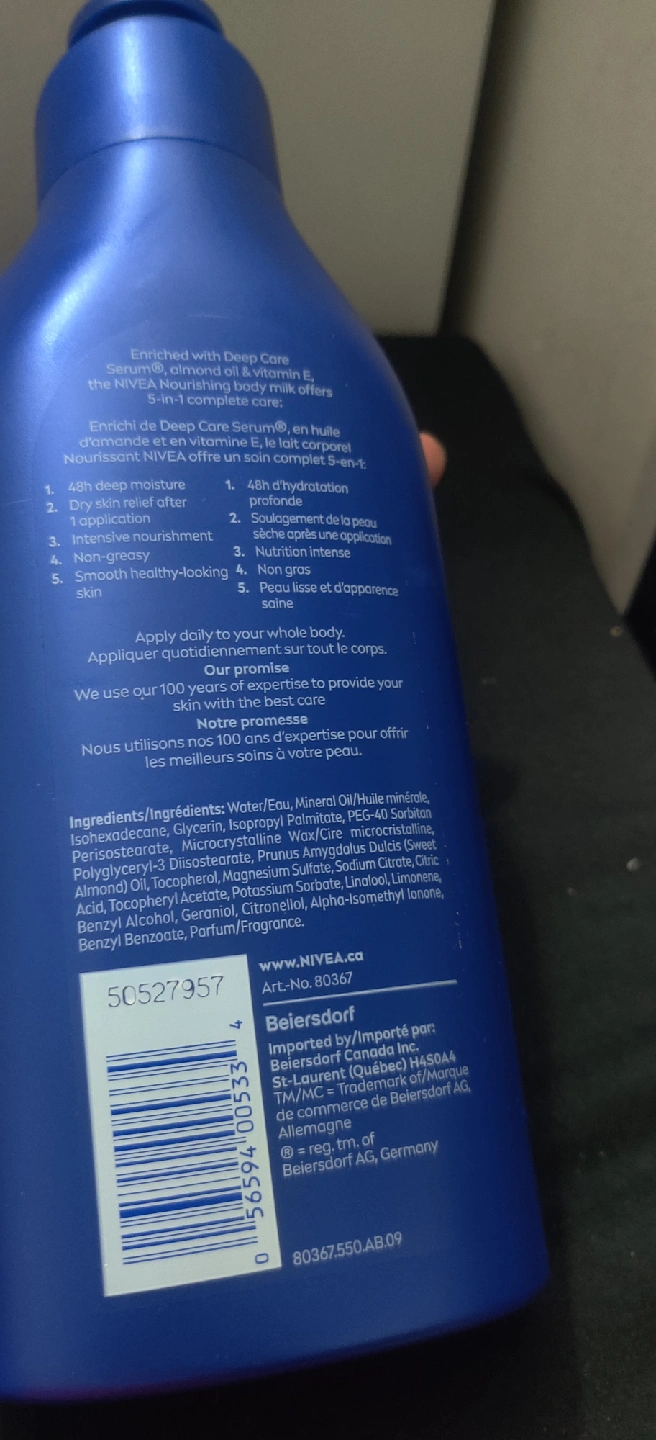 Enriched with Deep Care
Serum®, almond oil & vitamin E,
the NIVEA Nourishing body milk offers
5-in-1 complete care:
Enrichi de Deep Care Serum®, en huile
d'amande et en vitamine E, le lait corporel
Nourissant NIVEA offre un soin complet 5-en-1:
1. 48h deep moisture
2. Dry skin relief after
1 application
3. Intensive nourishment
4. Non-greasy
5. Smooth healthy-looking
skin
1. 48h d'hydratation
profonde
2. Soulagement de la peau
sèche après une application
3. Nutrition intense
4. Non gras
5. Peau lisse et d'apparence
saine
Apply daily to your whole body.
Appliquer quotidiennement sur tout le corps.
Our promise
We use our 100 years of expertise to provide your
skin with the best care
Notre promesse
Nous utilisons nos 100 ans d'expertise pour offrir
les meilleurs soins à votre peau.
Ingredients/Ingrédients: Water/Eau, Mineral Oil/Huile minérale,
Isohexadecane, Glycerin, Isopropyl Palmitate, PEG-40 Sorbitan
Perisostearate, Microcrystalline Wax/Cire microcristalline,
Polyglyceryl-3 Diisostearate, Prunus Amygdalus Dulcis (Sweet
Almond) Oil, Tocopherol, Magnesium Sulfate, Sodium Citrate, Citric
Acid, Tocopheryl Acetate, Potassium Sorbate, Linalool, Limonene,
Benzyl Alcohol, Geraniol, Citronellol, Alpha-Isomethyl Ionone,
Benzyl Benzoate, Parfum/Fragrance.
50527957
0 56594 00533 4
www.NIVEA.ca
Art.-No. 80367
Beiersdorf
Imported by/Importé par:
Beiersdorf Canada Inc.
St-Laurent (Québec) H4S0A4
TM/MC = Trademark of/Marque
de commerce de Beiersdorf AG,
Allemagne
® = reg. tm. of
Beiersdorf AG, Germany
80367.550.AB.09